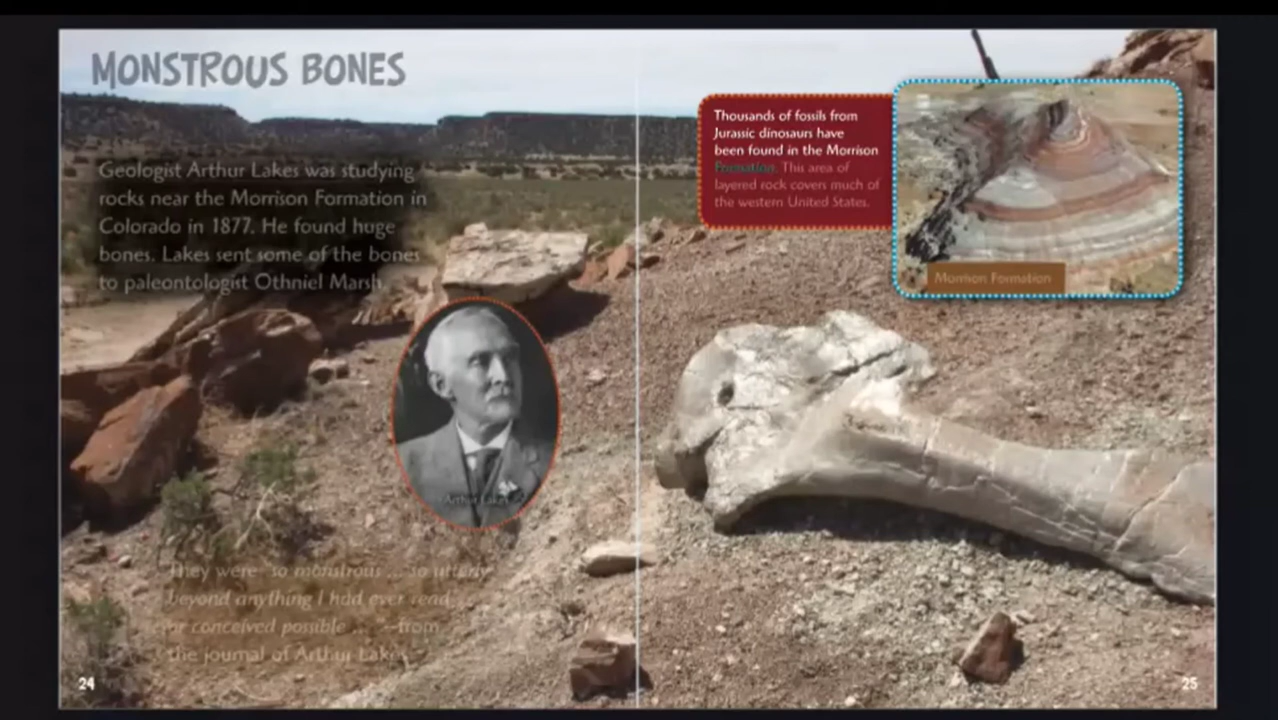 MONSTROUS BONES
Geologist Arthur Lakes was studying
rocks near the Morrison Formation in
Colorado in 1877. He found huge
bones. Lakes sent some of the bones
to paleontologist Othniel Marsh.
Arthur Lakes
They were "so monstrous ... so utterly
beyond anything I had ever read
or conceived possible ..." —from
the journal of Arthur Lakes
24
Thousands of fossils from
Jurassic dinosaurs have
been found in the Morrison
Formation. This area of
layered rock covers much of
the western United States.
Morrison Formation
25